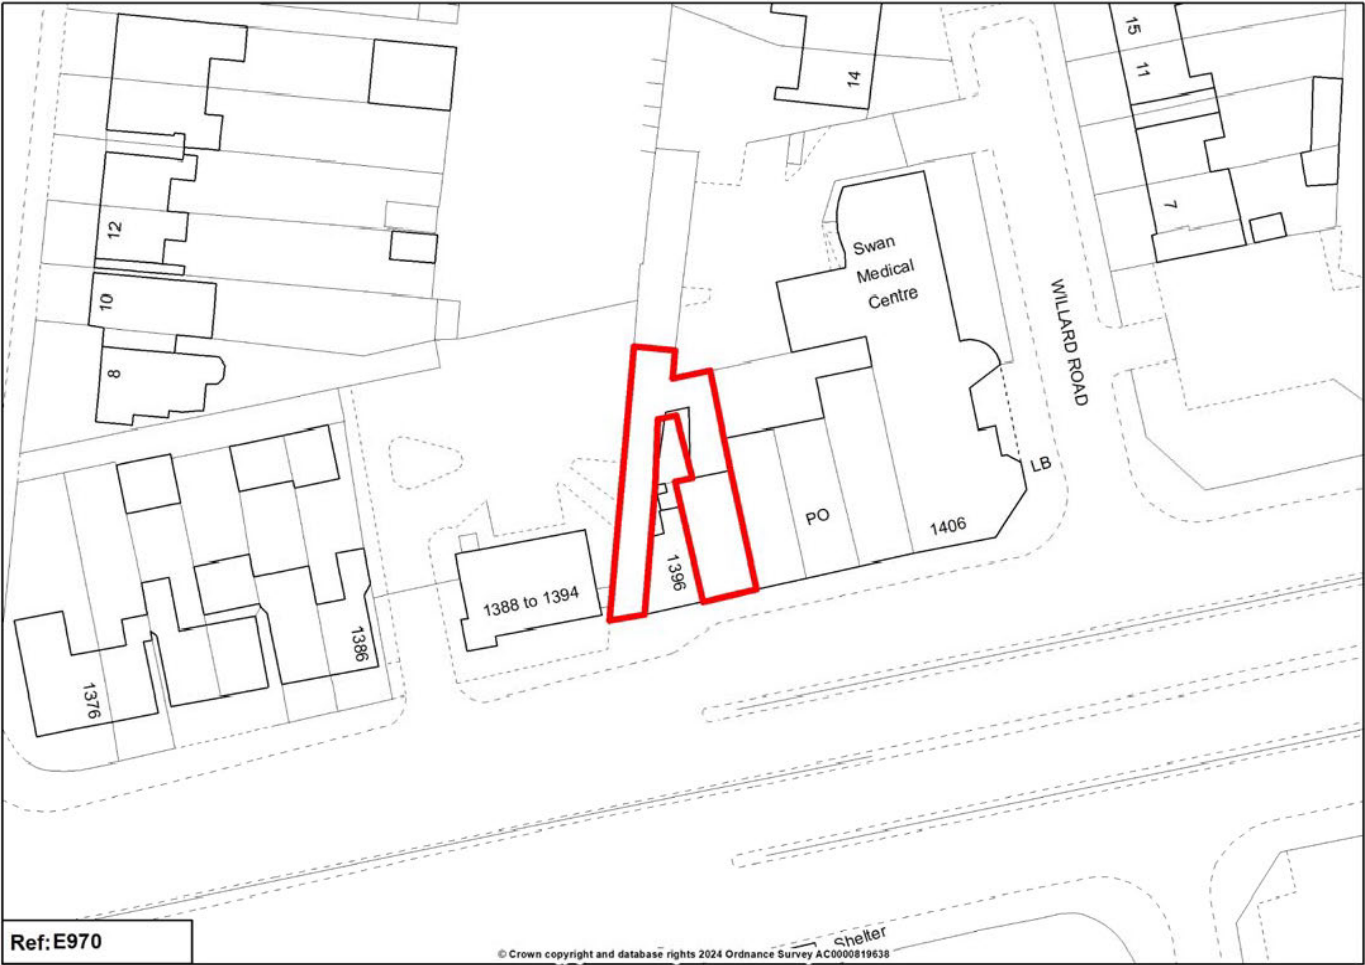 15
11
14
12
7
Swan
Medical
Centre
10
WILLARD ROAD
8
LB
PO
1406
1396
1388 to 1394
1386
1376
Shelter
Ref:E970
© Crown copyright and database rights 2024 Ordnance Survey AC0000819638